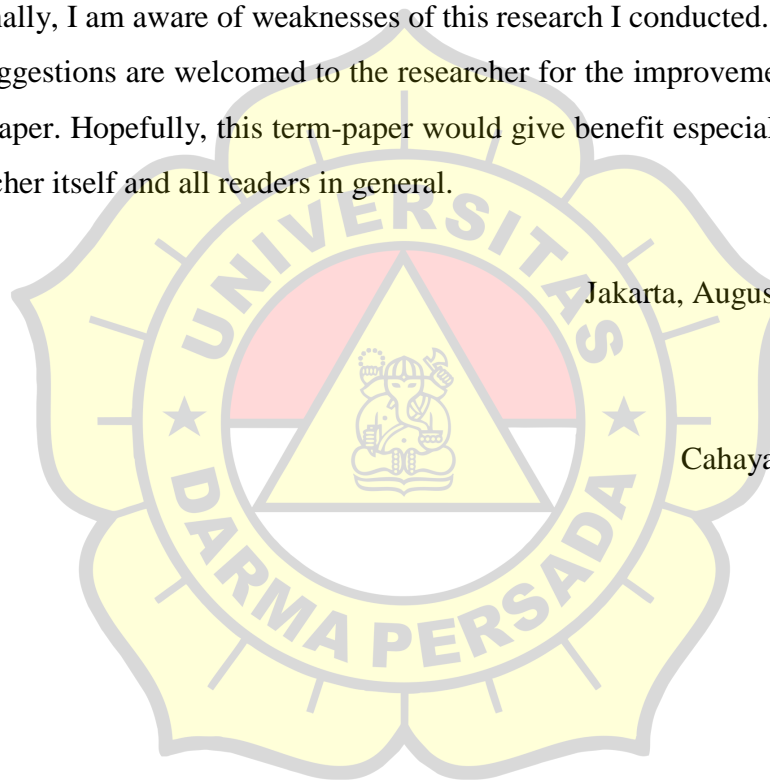 nally, I am aware of weaknesses of this research I conducted.
ggestions are welcomed to the researcher for the improveme
aper. Hopefully, this term-paper would give benefit especial
cher itself and all readers in general.
UNIVERSITAS
Jakarta, Augus
Cahaya
DARMA PERSADA